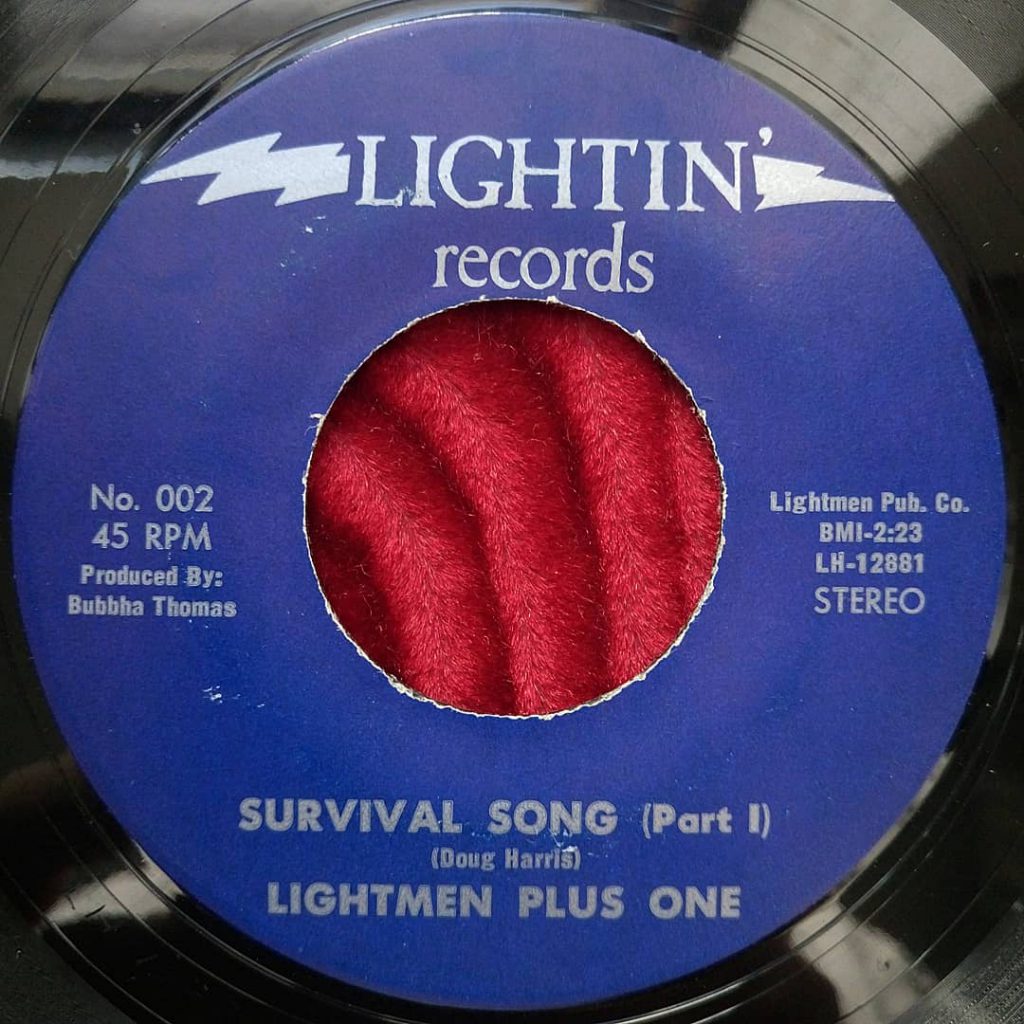 LIGHTIN'
records
No. 002
45 RPM
Produced By:
Bubbha Thomas
Lightmen Pub. Co.
BMI-2:23
LH-12881
STEREO
SURVIVAL SONG (Part I)
(Doug Harris)
LIGHTMEN PLUS ONE